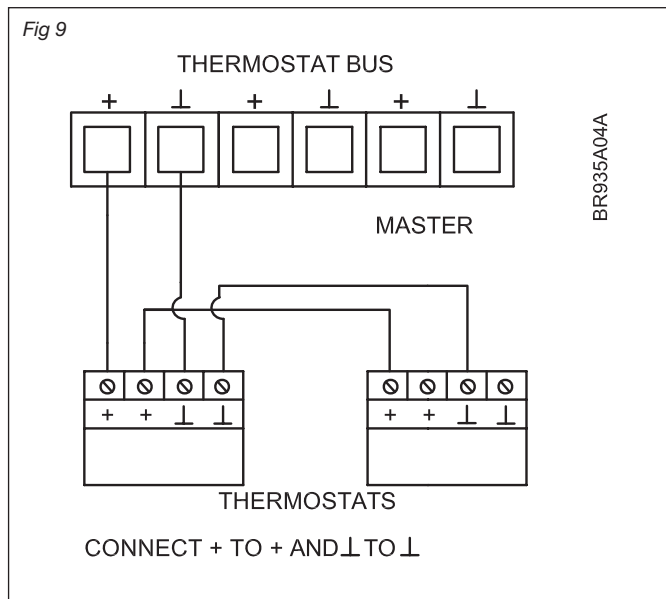 Fig 9
THERMOSTAT BUS
+ ⊥ + ⊥ + ⊥
BR935A04A
MASTER
+ + ⊥ ⊥ + + ⊥ ⊥
THERMOSTATS
CONNECT + TO + AND ⊥ TO ⊥